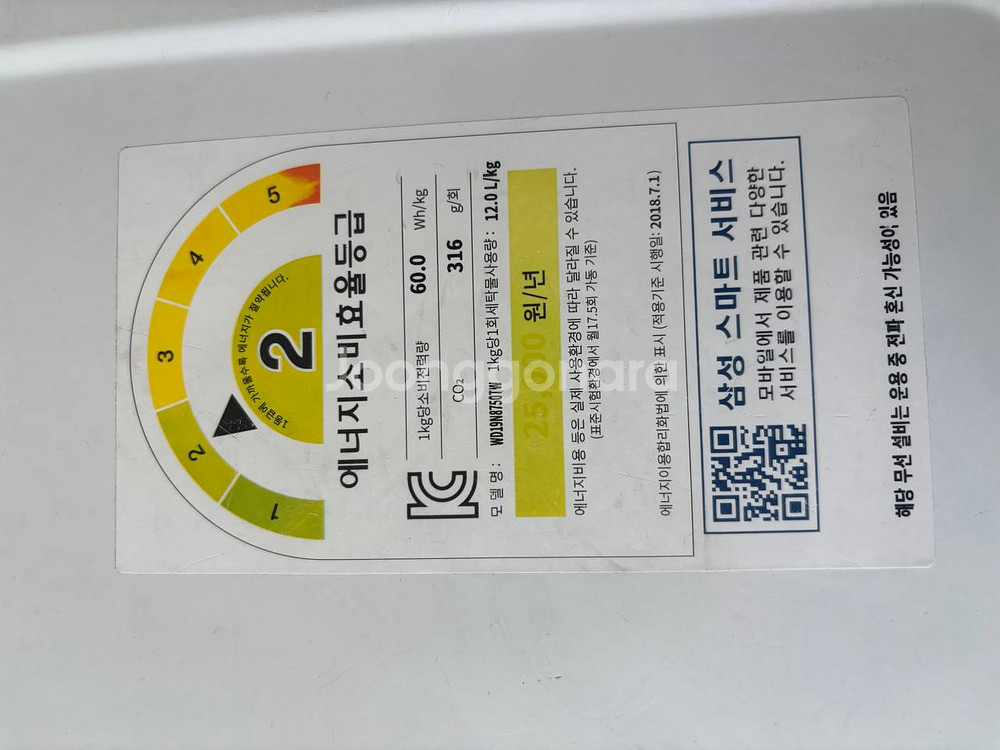 1 2 3 4 5
1등급에 가까울수록 에너지가 절약됩니다.
2
에너지소비효율등급
1kg당소비전력량 60.0 Wh/kg
CO₂ 316 g/회
모델명: WD19N8750TW 1kg당1회세탁물사용량: 12.0 L/kg
원/년
에너지비용 등은 실제 사용환경에 따라 달라질 수 있습니다.
(표준시험환경에서 월17.5회 가동 기준)
에너지이용합리화법에 의한 표시 (적용기준 시행일: 2018.7.1)
삼성 스마트 서비스
모바일에서 제품 관련 다양한
서비스를 이용할 수 있습니다.
해당 무선 설비는 운용 중 전파 혼신 가능성이 있음
Joonggonara